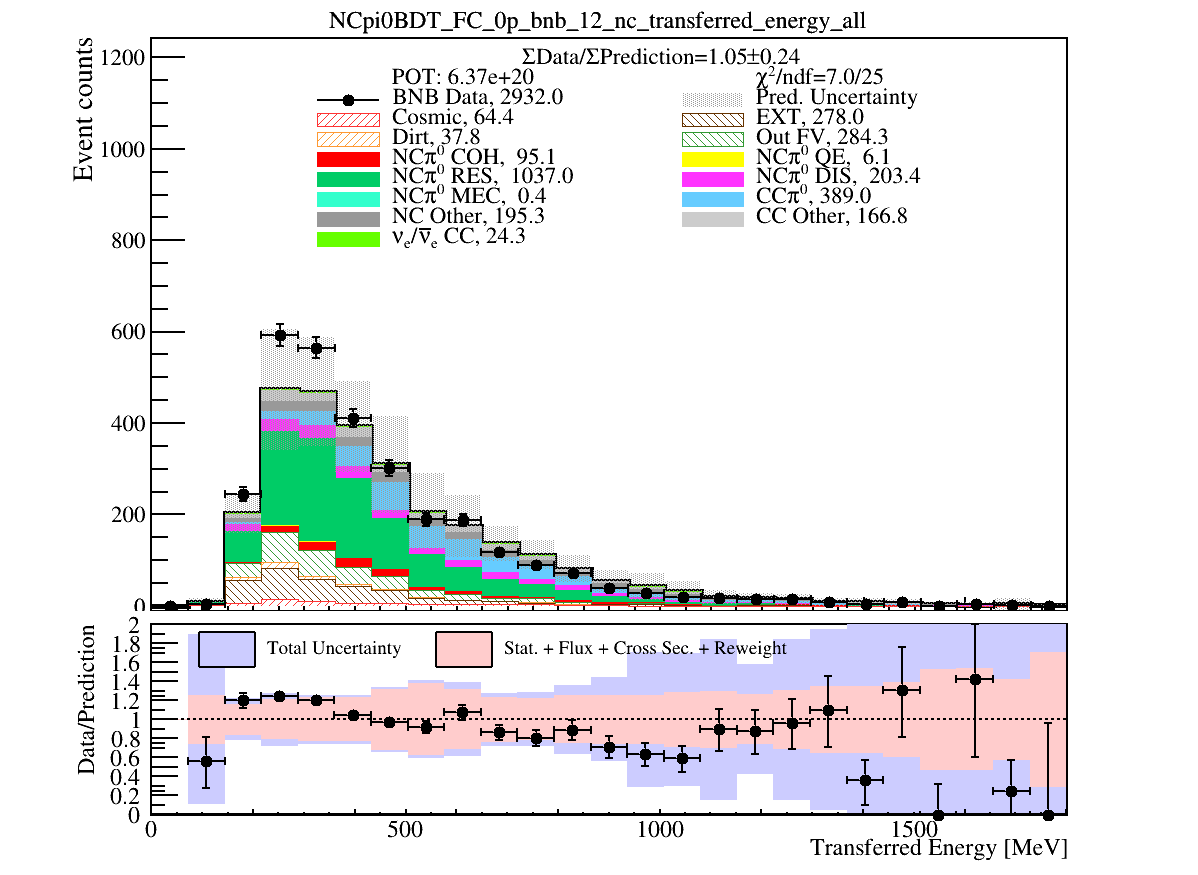 NCpi0BDT_FC_0p_bnb_12_nc_transferred_energy_all
ΣData/ΣPrediction=1.05±0.24
POT: 6.37e+20
χ²/ndf=7.0/25
BNB Data, 2932.0
Pred. Uncertainty
Cosmic, 64.4
EXT, 278.0
Dirt, 37.8
Out FV, 284.3
NCπ⁰ COH, 95.1
NCπ⁰ QE, 6.1
NCπ⁰ RES, 1037.0
NCπ⁰ DIS, 203.4
NCπ⁰ MEC, 0.4
CCπ⁰, 389.0
NC Other, 195.3
CC Other, 166.8
νₑ/ν̅ₑ CC, 24.3
Event counts
1200
1000
800
600
400
200
0
Total Uncertainty
Stat. + Flux + Cross Sec. + Reweight
Data/Prediction
2
1.8
1.6
1.4
1.2
1
0.8
0.6
0.4
0.2
0
0 500 1000 1500
Transferred Energy [MeV]